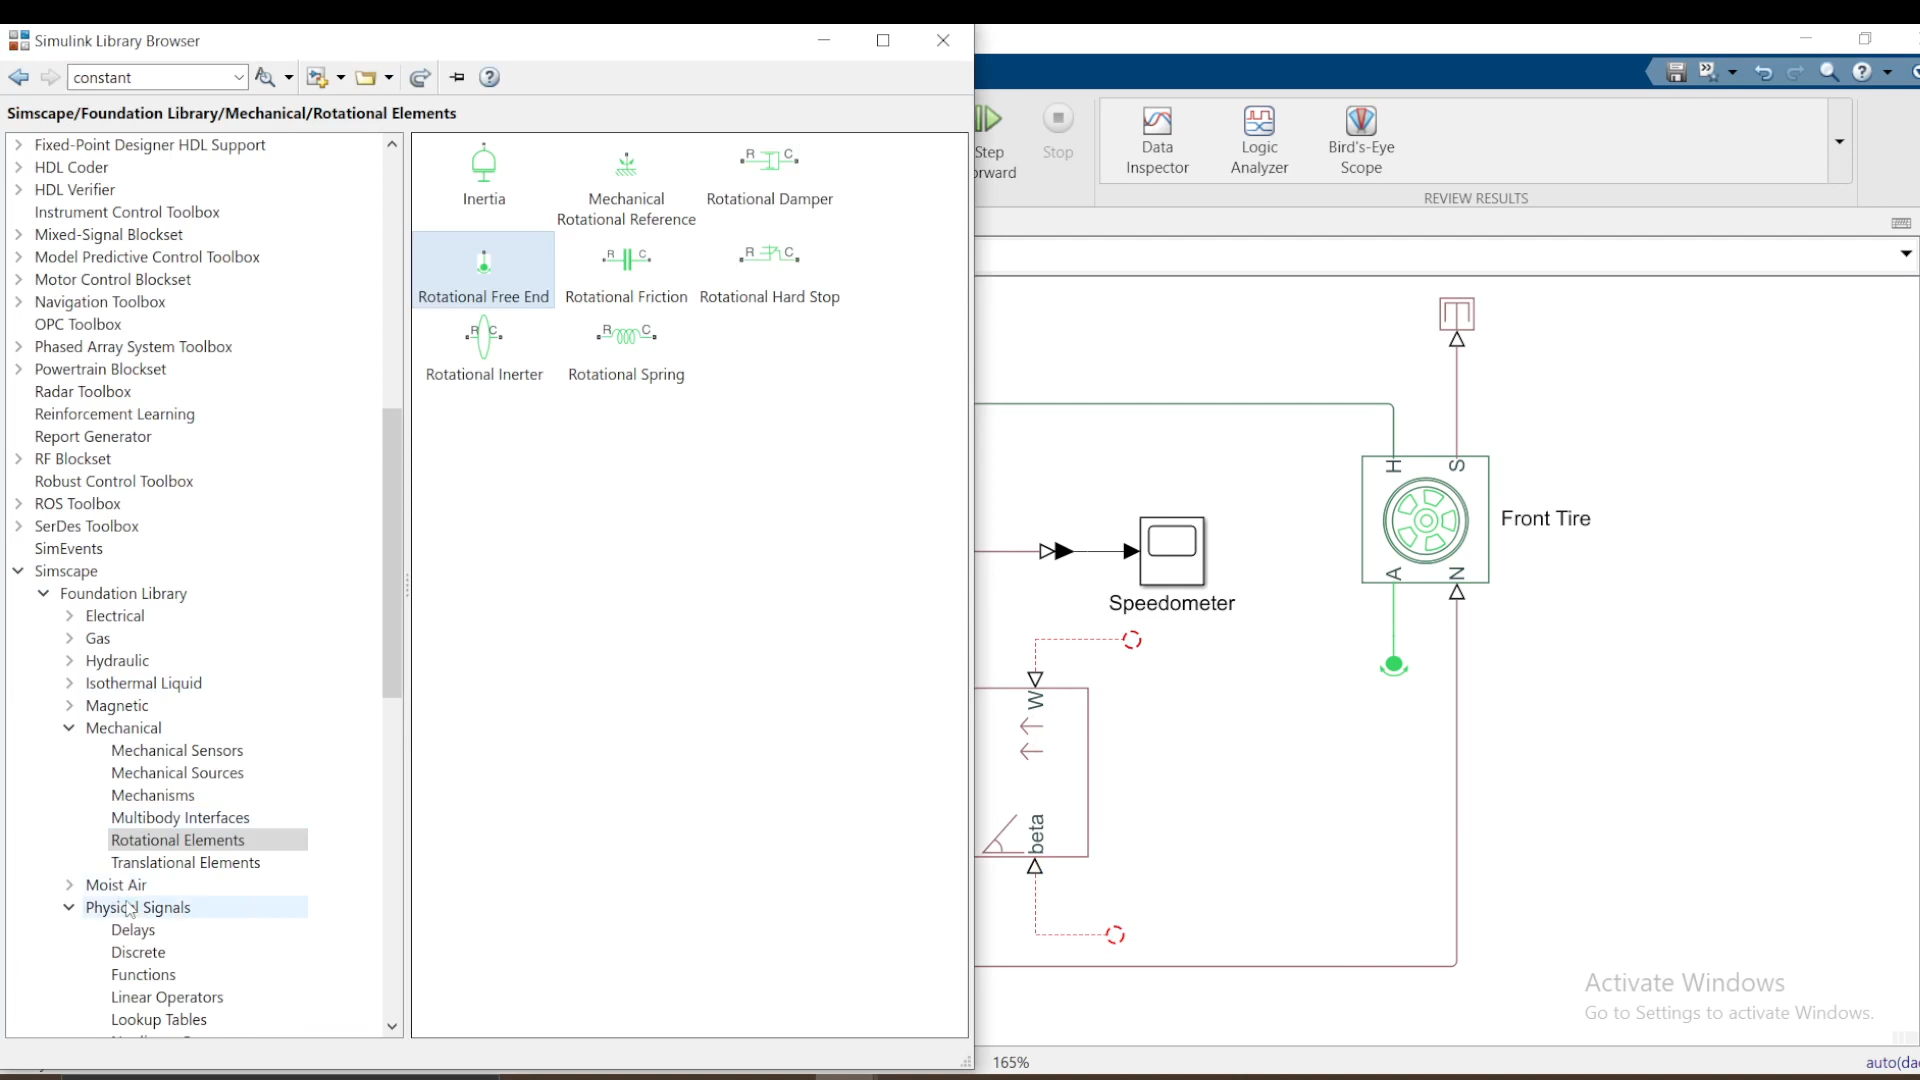 Simulink Library Browser
constant
Simscape/Foundation Library/Mechanical/Rotational Elements
Fixed-Point Designer HDL Support
HDL Coder
HDL Verifier
Instrument Control Toolbox
Mixed-Signal Blockset
Model Predictive Control Toolbox
Motor Control Blockset
Navigation Toolbox
OPC Toolbox
Phased Array System Toolbox
Powertrain Blockset
Radar Toolbox
Reinforcement Learning
Report Generator
RF Blockset
Robust Control Toolbox
ROS Toolbox
SerDes Toolbox
SimEvents
Simscape
Foundation Library
Electrical
Gas
Hydraulic
Isothermal Liquid
Magnetic
Mechanical
Mechanical Sensors
Mechanical Sources
Mechanisms
Multibody Interfaces
Rotational Elements
Translational Elements
Moist Air
Physical Signals
Delays
Discrete
Functions
Linear Operators
Lookup Tables
Inertia
Mechanical
Rotational Reference
R C
Rotational Damper
Rotational Free End
R C
Rotational Friction
R C
Rotational Hard Stop
R C
Rotational Inerter
R C
Rotational Spring
Step
orward
Stop
Data
Inspector
Logic
Analyzer
Bird's-Eye
Scope
REVIEW RESULTS
H S
Front Tire
A N
Speedometer
W
beta
Activate Windows
Go to Settings to activate Windows.
165%
auto(dae